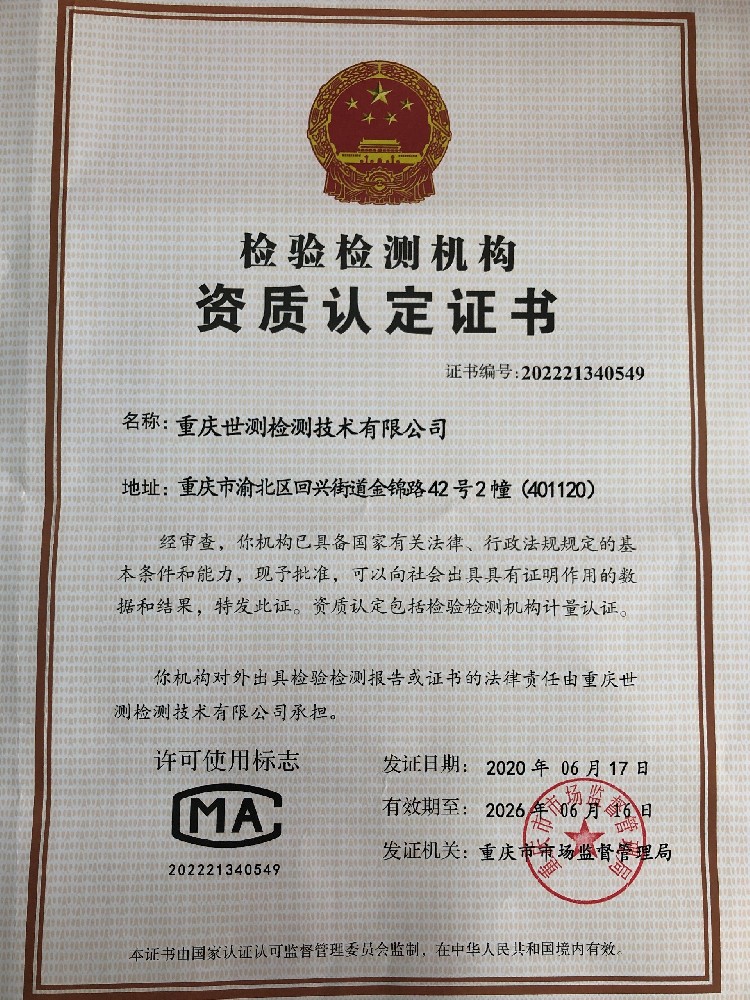 检验检测机构
资质认定证书
证书编号:202221340549
名称:重庆世测检测技术有限公司
地址:重庆市渝北区回兴街道金锦路42号2幢(401120)
经审查,你机构已具备国家有关法律、行政法规规定的基
本条件和能力,现予批准,可以向社会出具具有证明作用的数
据和结果,特发此证。资质认定包括检验检测机构计量认证。
你机构对外出具检验检测报告或证书的法律责任由重庆世
测检测技术有限公司承担。
许可使用标志
MA
202221340549
发证日期:2020年06月17日
有效期至:2026年06月16日
发证机关:重庆市市场监督管理局
重庆市市场监督管理局
本证书由国家认证认可监督管理委员会监制,在中华人民共和国境内有效。